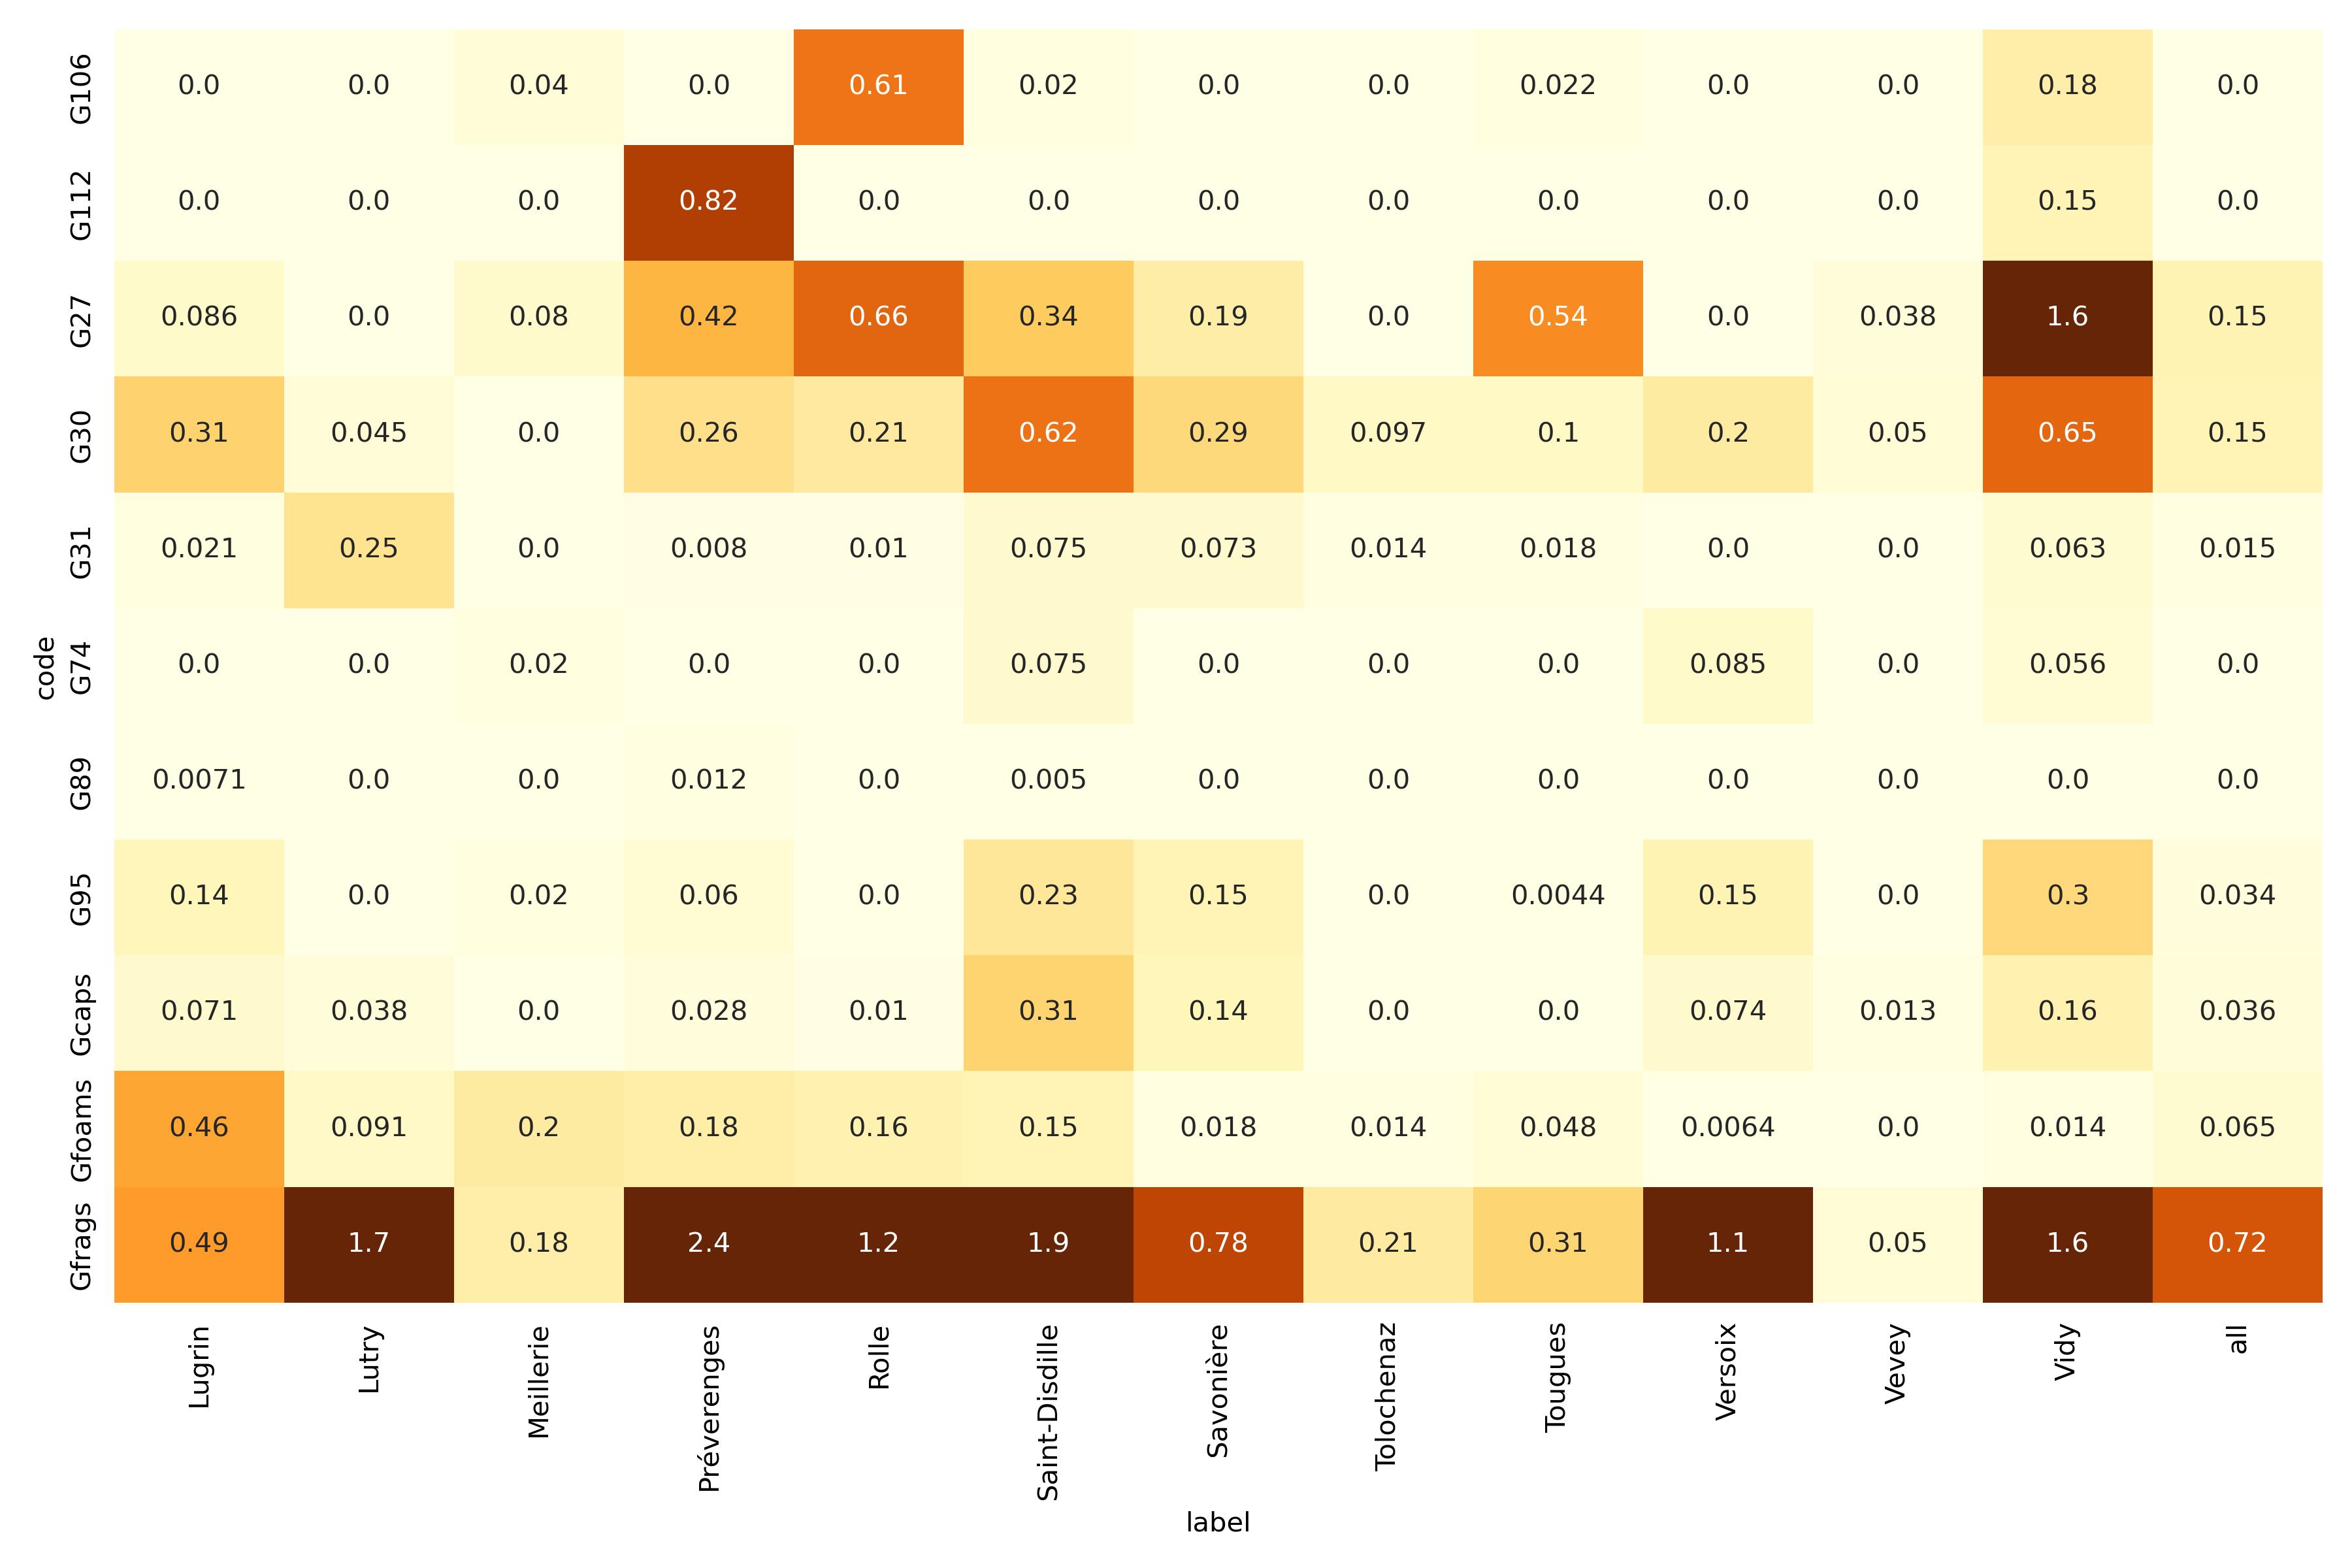 G106 0.0 0.0 0.04 0.0 0.61 0.02 0.0 0.0 0.022 0.0 0.0 0.18 0.0
G112 0.0 0.0 0.0 0.82 0.0 0.0 0.0 0.0 0.0 0.0 0.0 0.15 0.0
G27 0.086 0.0 0.08 0.42 0.66 0.34 0.19 0.0 0.54 0.0 0.038 1.6 0.15
G30 0.31 0.045 0.0 0.26 0.21 0.62 0.29 0.097 0.1 0.2 0.05 0.65 0.15
G31 0.021 0.25 0.0 0.008 0.01 0.075 0.073 0.014 0.018 0.0 0.0 0.063 0.015
code
G74 0.0 0.0 0.02 0.0 0.0 0.075 0.0 0.0 0.0 0.085 0.0 0.056 0.0
G89 0.0071 0.0 0.0 0.012 0.0 0.005 0.0 0.0 0.0 0.0 0.0 0.0 0.0
G95 0.14 0.0 0.02 0.06 0.0 0.23 0.15 0.0 0.0044 0.15 0.0 0.3 0.034
Gcaps 0.071 0.038 0.0 0.028 0.01 0.31 0.14 0.0 0.0 0.074 0.013 0.16 0.036
Gfoams 0.46 0.091 0.2 0.18 0.16 0.15 0.018 0.014 0.048 0.0064 0.0 0.014 0.065
Gfrags 0.49 1.7 0.18 2.4 1.2 1.9 0.78 0.21 0.31 1.1 0.05 1.6 0.72
Lugrin Lutry Meillerie Préverenges Rolle Saint-Disdille Savonière Tolochenaz Tougues Versoix Vevey Vidy all
label